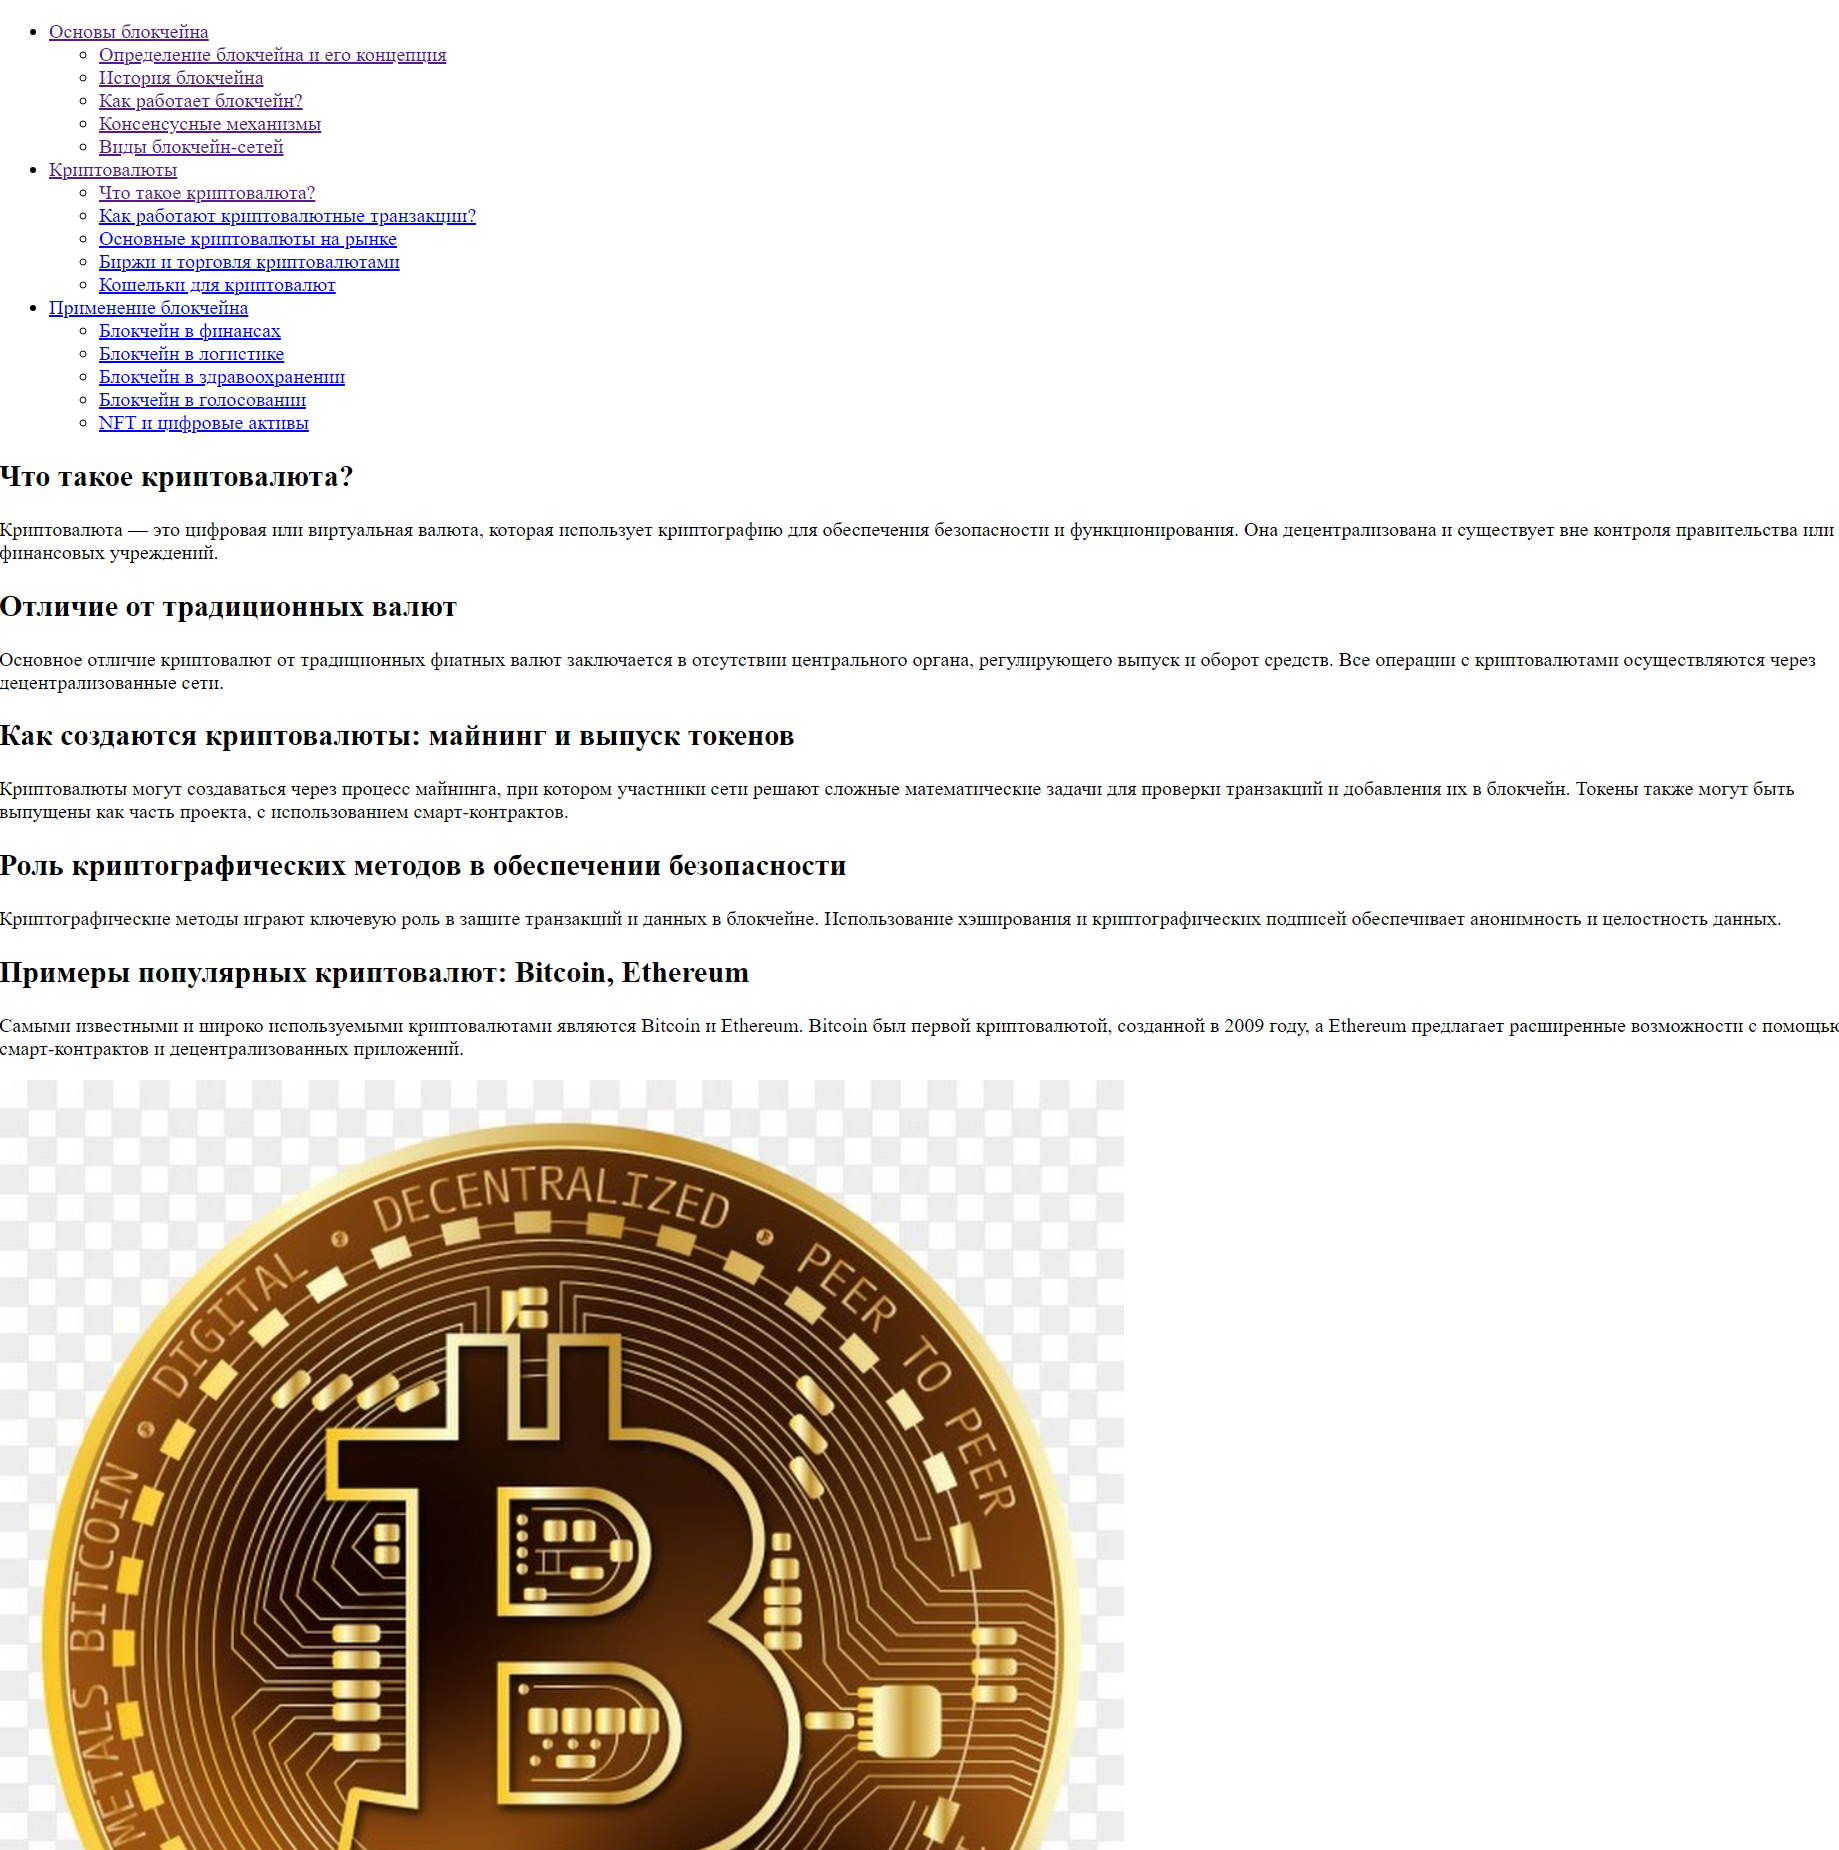 Основы блокчейна
Определение блокчейна и его концепция
История блокчейна
Как работает блокчейн?
Консенсусные механизмы
Виды блокчейн-сетей
Криптовалюты
Что такое криптовалюта?
Как работают криптовалютные транзакции?
Основные криптовалюты на рынке
Биржи и торговля криптовалютами
Кошельки для криптовалют
Применение блокчейна
Блокчейн в финансах
Блокчейн в логистике
Блокчейн в здравоохранении
Блокчейн в голосовании
NFT и цифровые активы
Что такое криптовалюта?
Криптовалюта — это цифровая или виртуальная валюта, которая использует криптографию для обеспечения безопасности и функционирования. Она децентрализована и существует вне контроля правительства или
финансовых учреждений.
Отличие от традиционных валют
Основное отличие криптовалют от традиционных фиатных валют заключается в отсутствии центрального органа, регулирующего выпуск и оборот средств. Все операции с криптовалютами осуществляются через
децентрализованные сети.
Как создаются криптовалюты: майнинг и выпуск токенов
Криптовалюты могут создаваться через процесс майнинга, при котором участники сети решают сложные математические задачи для проверки транзакций и добавления их в блокчейн. Токены также могут быть
выпущены как часть проекта, с использованием смарт-контрактов.
Роль криптографических методов в обеспечении безопасности
Криптографические методы играют ключевую роль в защите транзакций и данных в блокчейне. Использование хэширования и криптографических подписей обеспечивает анонимность и целостность данных.
Примеры популярных криптовалют: Bitcoin, Ethereum
Самыми известными и широко используемыми криптовалютами являются Bitcoin и Ethereum. Bitcoin был первой криптовалютой, созданной в 2009 году, а Ethereum предлагает расширенные возможности с помощью
смарт-контрактов и децентрализованных приложений.
METALS BITCOIN • DIGITAL • DECENTRALIZED • PEER TO PEER